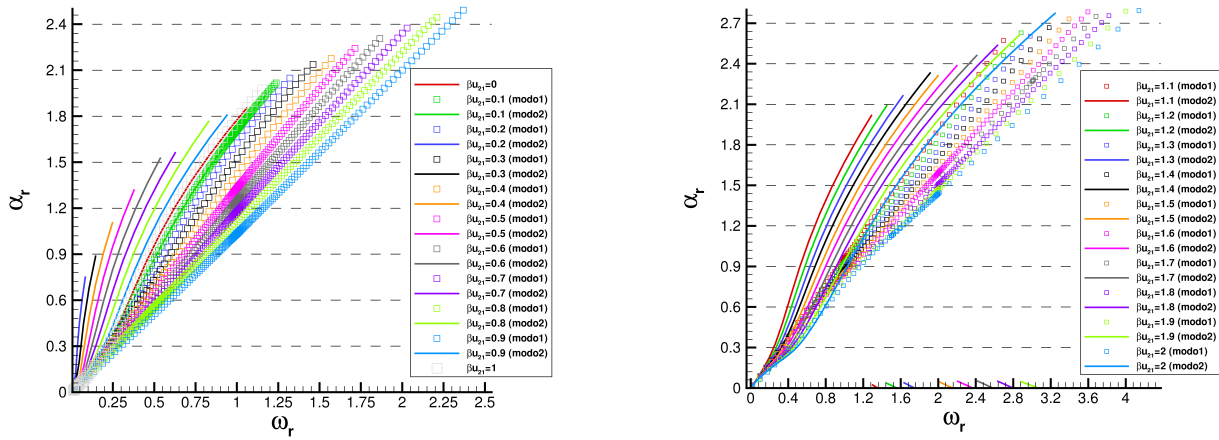 2.4
2.1
1.8
1.5
1.2
0.9
0.6
0.3
0
α_r
0.25 0.5 0.75 1 1.25 1.5 1.75 2 2.25 2.5
ω_r
βu₂₁=0
βu₂₁=0.1 (modo1)
βu₂₁=0.1 (modo2)
βu₂₁=0.2 (modo1)
βu₂₁=0.2 (modo2)
βu₂₁=0.3 (modo1)
βu₂₁=0.3 (modo2)
βu₂₁=0.4 (modo1)
βu₂₁=0.4 (modo2)
βu₂₁=0.5 (modo1)
βu₂₁=0.5 (modo2)
βu₂₁=0.6 (modo1)
βu₂₁=0.6 (modo2)
βu₂₁=0.7 (modo1)
βu₂₁=0.7 (modo2)
βu₂₁=0.8 (modo1)
βu₂₁=0.8 (modo2)
βu₂₁=0.9 (modo1)
βu₂₁=0.9 (modo2)
βu₂₁=1
2.7
2.4
2.1
1.8
1.5
1.2
0.9
0.6
0.3
0
α_r
0 0.4 0.8 1.2 1.6 2 2.4 2.8 3.2 3.6 4
ω_r
βu₂₁=1.1 (modo1)
βu₂₁=1.1 (modo2)
βu₂₁=1.2 (modo1)
βu₂₁=1.2 (modo2)
βu₂₁=1.3 (modo1)
βu₂₁=1.3 (modo2)
βu₂₁=1.4 (modo1)
βu₂₁=1.4 (modo2)
βu₂₁=1.5 (modo1)
βu₂₁=1.5 (modo2)
βu₂₁=1.6 (modo1)
βu₂₁=1.6 (modo2)
βu₂₁=1.7 (modo1)
βu₂₁=1.7 (modo2)
βu₂₁=1.8 (modo1)
βu₂₁=1.8 (modo2)
βu₂₁=1.9 (modo1)
βu₂₁=1.9 (modo2)
βu₂₁=2 (modo1)
βu₂₁=2 (modo2)